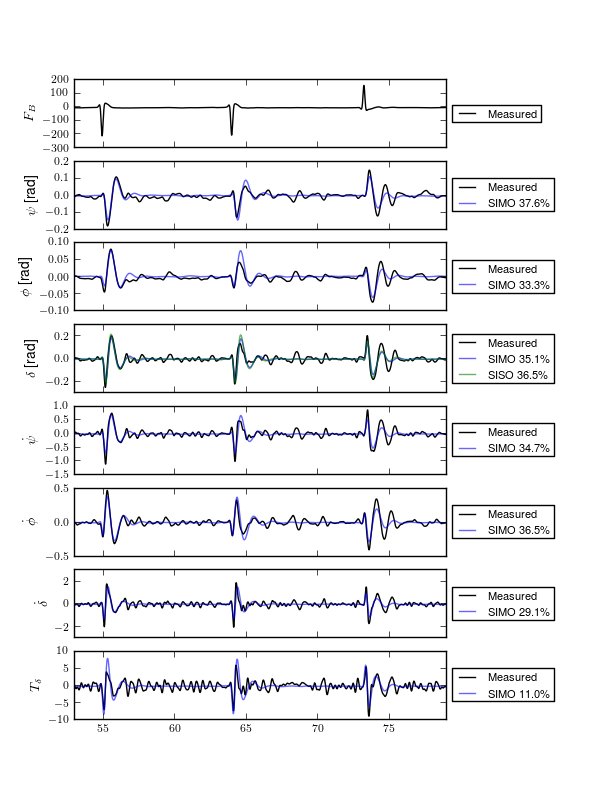 200
100
0
−100
−200
−300
F_B
Measured
0.2
0.1
0.0
−0.1
−0.2
ψ [rad]
Measured
SIMO 37.6%
0.10
0.05
0.00
−0.05
−0.10
ϕ [rad]
Measured
SIMO 33.3%
0.2
0.0
−0.2
δ [rad]
Measured
SIMO 35.1%
SISO 36.5%
1.0
0.5
0.0
−0.5
−1.0
−1.5
ψ̇
Measured
SIMO 34.7%
0.5
0.0
−0.5
ϕ̇
Measured
SIMO 36.5%
2
0
−2
δ̇
Measured
SIMO 29.1%
10
5
0
−5
−10
T_δ
Measured
SIMO 11.0%
55 60 65 70 75